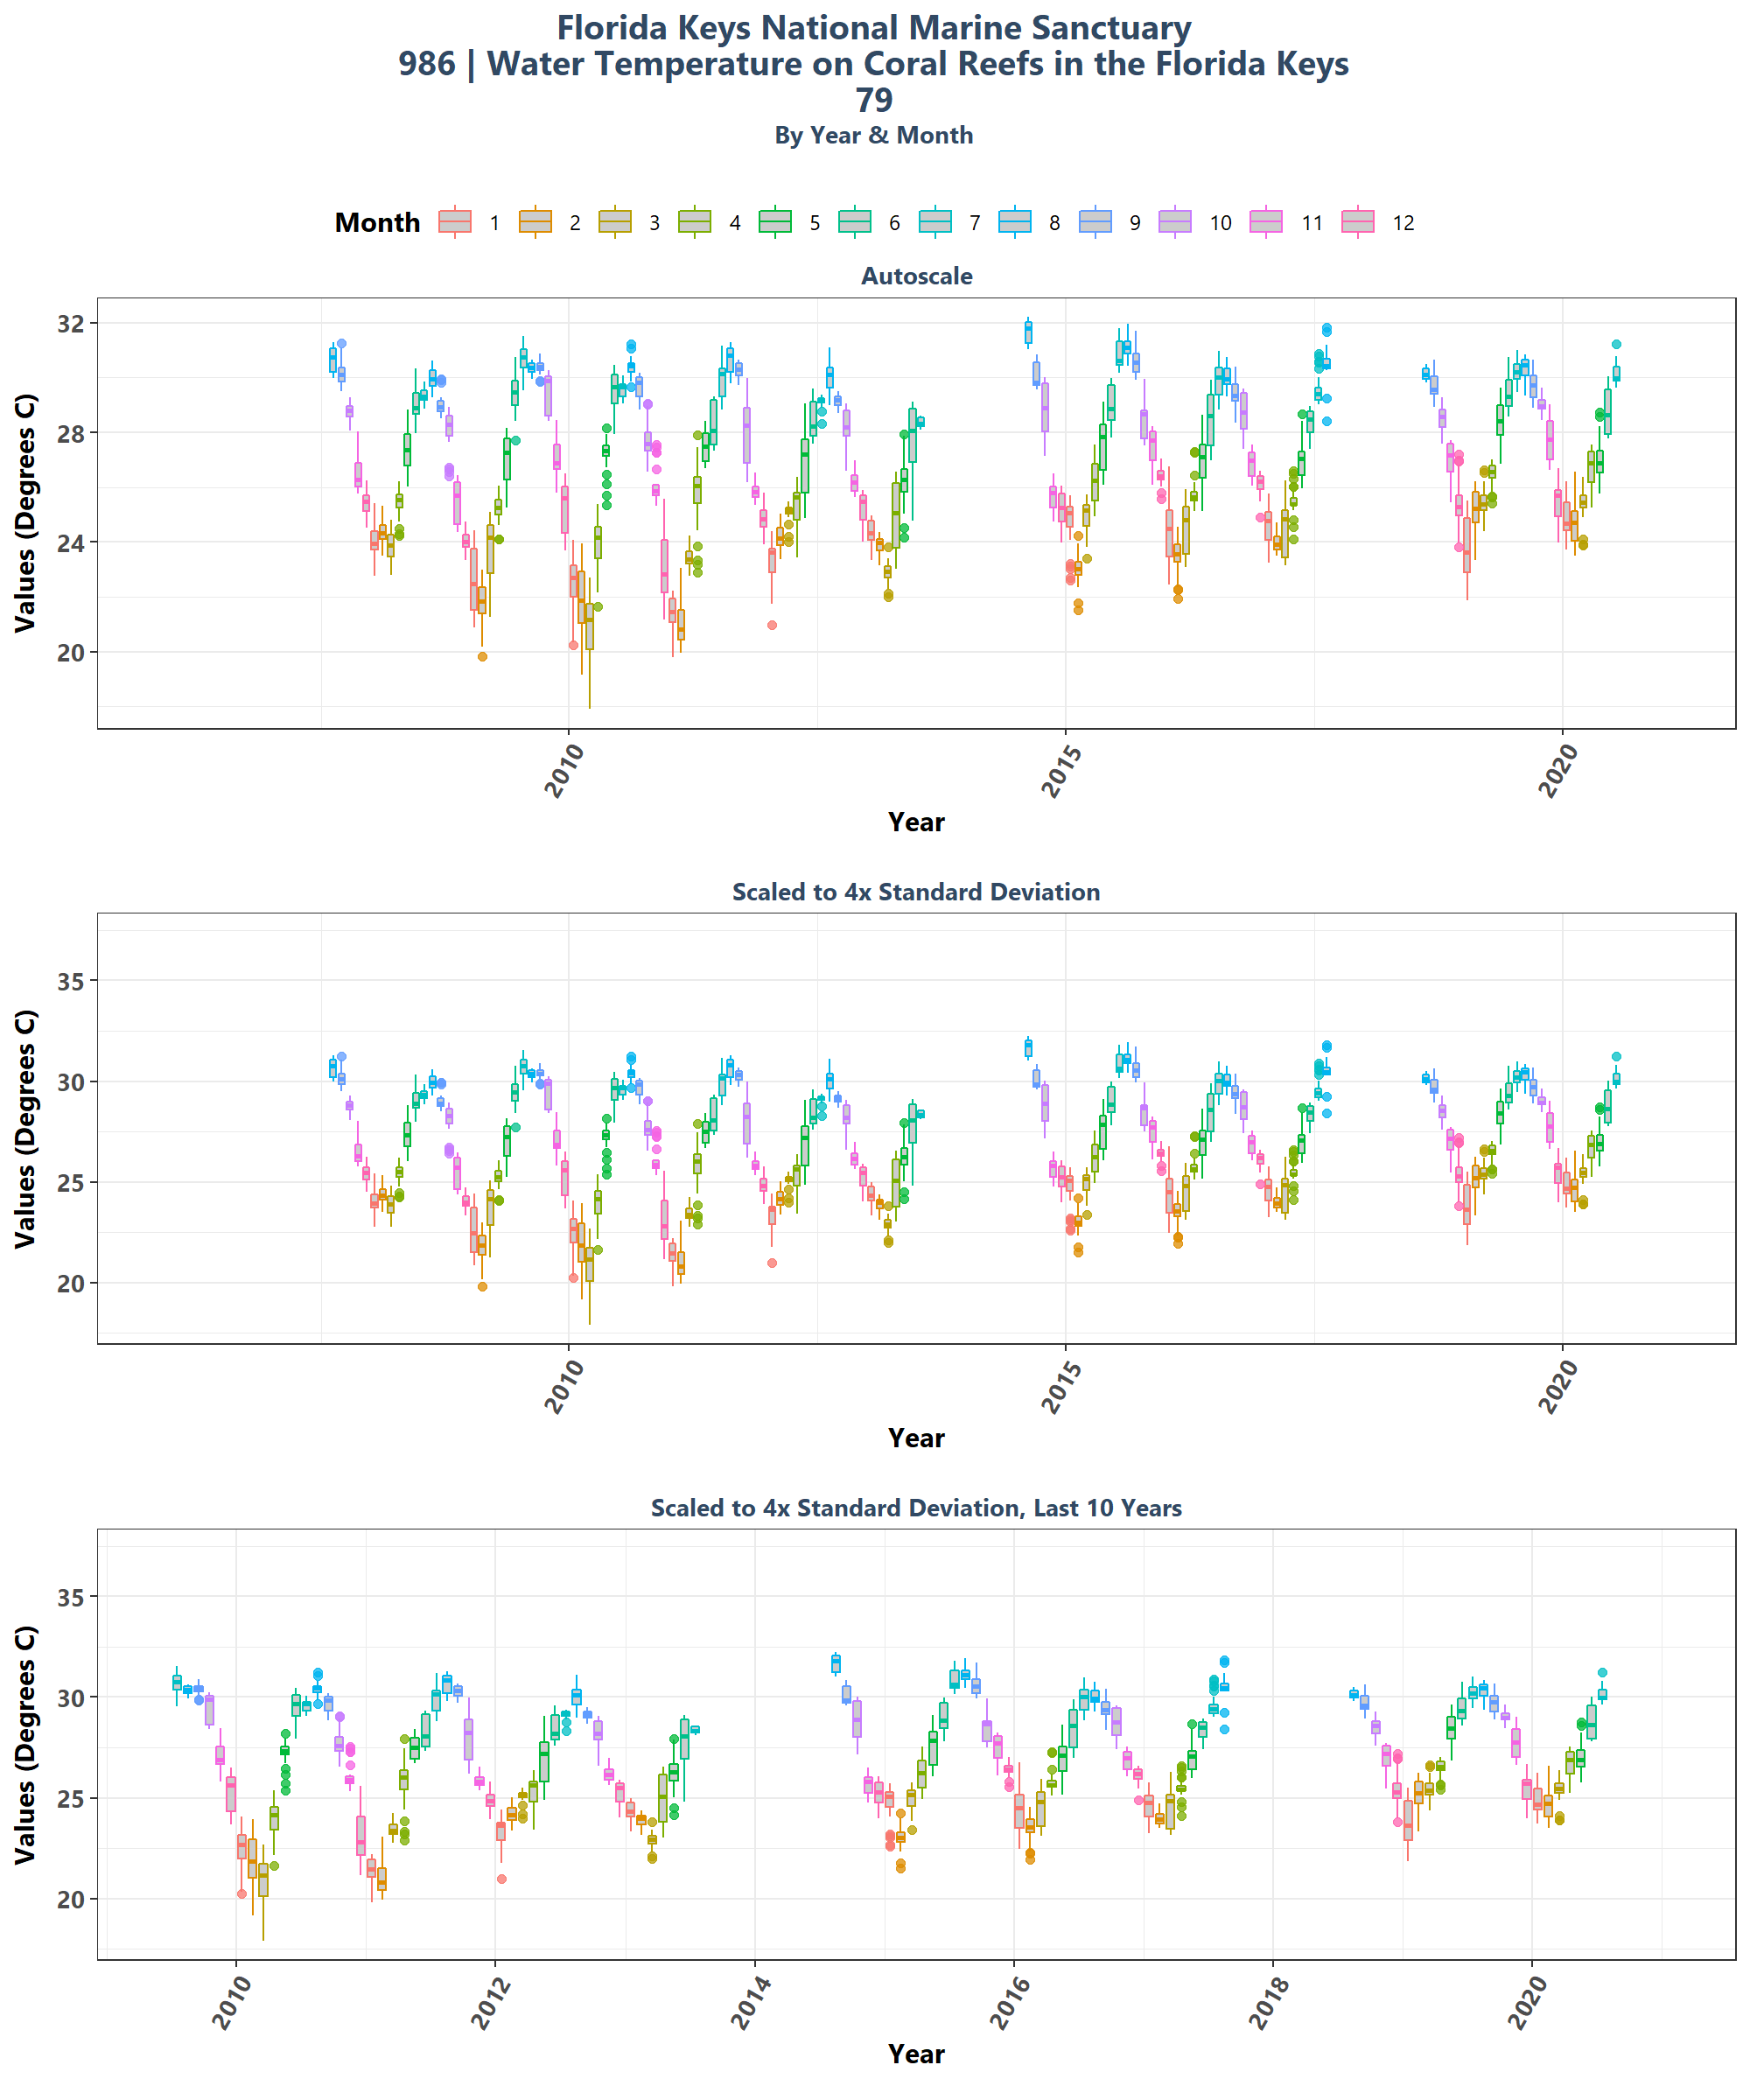 Florida Keys National Marine Sanctuary
986 | Water Temperature on Coral Reefs in the Florida Keys
79
By Year & Month
Month 1 2 3 4 5 6 7 8 9 10 11 12
Autoscale
Values (Degrees C)
32
28
24
20
2010 2015 2020
Year
Scaled to 4x Standard Deviation
Values (Degrees C)
35
30
25
20
2010 2015 2020
Year
Scaled to 4x Standard Deviation, Last 10 Years
Values (Degrees C)
35
30
25
20
2010 2012 2014 2016 2018 2020
Year